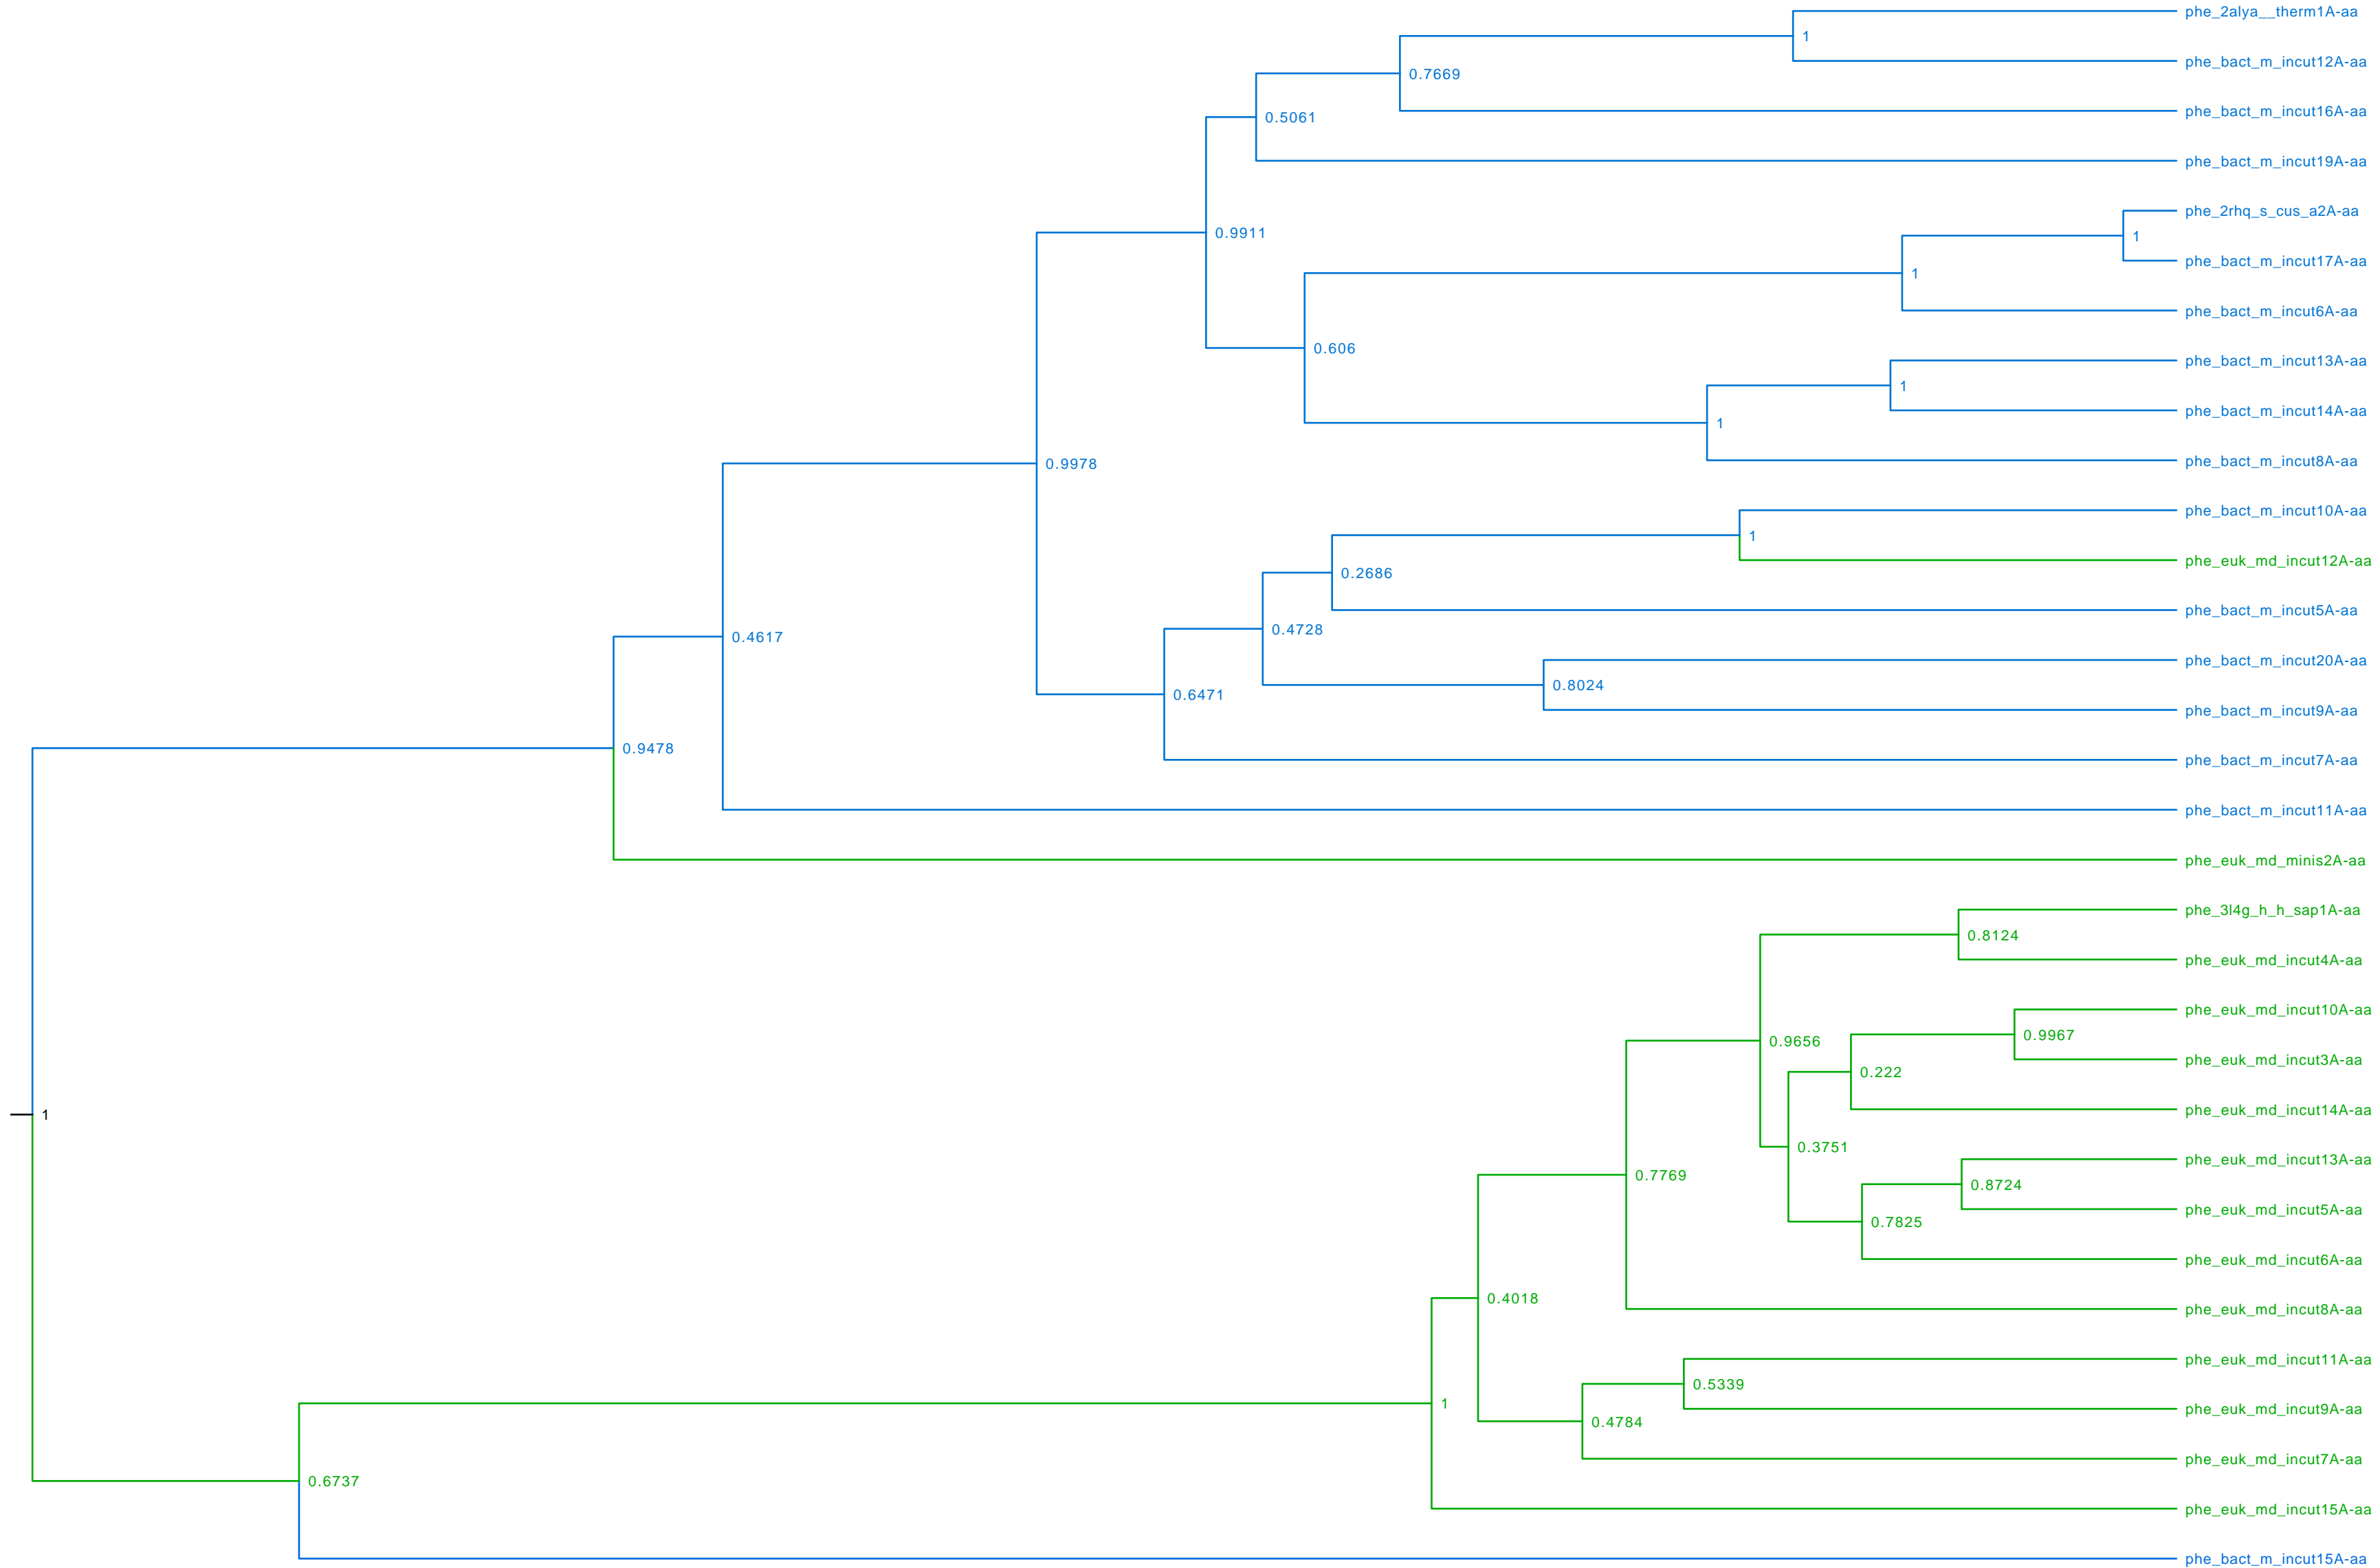 phe_2alya__therm1A-aa
1
phe_bact_m_incut12A-aa
0.7669
phe_bact_m_incut16A-aa
0.5061
phe_bact_m_incut19A-aa
phe_2rhq_s_cus_a2A-aa
0.9911
1
phe_bact_m_incut17A-aa
1
phe_bact_m_incut6A-aa
0.606
phe_bact_m_incut13A-aa
1
phe_bact_m_incut14A-aa
1
phe_bact_m_incut8A-aa
0.9978
phe_bact_m_incut10A-aa
1
phe_euk_md_incut12A-aa
0.2686
phe_bact_m_incut5A-aa
0.4728
0.4617
phe_bact_m_incut20A-aa
0.8024
0.6471
phe_bact_m_incut9A-aa
0.9478
phe_bact_m_incut7A-aa
phe_bact_m_incut11A-aa
phe_euk_md_minis2A-aa
phe_3l4g_h_h_sap1A-aa
0.8124
phe_euk_md_incut4A-aa
phe_euk_md_incut10A-aa
0.9967
0.9656
phe_euk_md_incut3A-aa
0.222
phe_euk_md_incut14A-aa
1
0.3751
phe_euk_md_incut13A-aa
0.7769
0.8724
phe_euk_md_incut5A-aa
0.7825
phe_euk_md_incut6A-aa
0.4018
phe_euk_md_incut8A-aa
phe_euk_md_incut11A-aa
0.5339
1
phe_euk_md_incut9A-aa
0.4784
phe_euk_md_incut7A-aa
0.6737
phe_euk_md_incut15A-aa
phe_bact_m_incut15A-aa